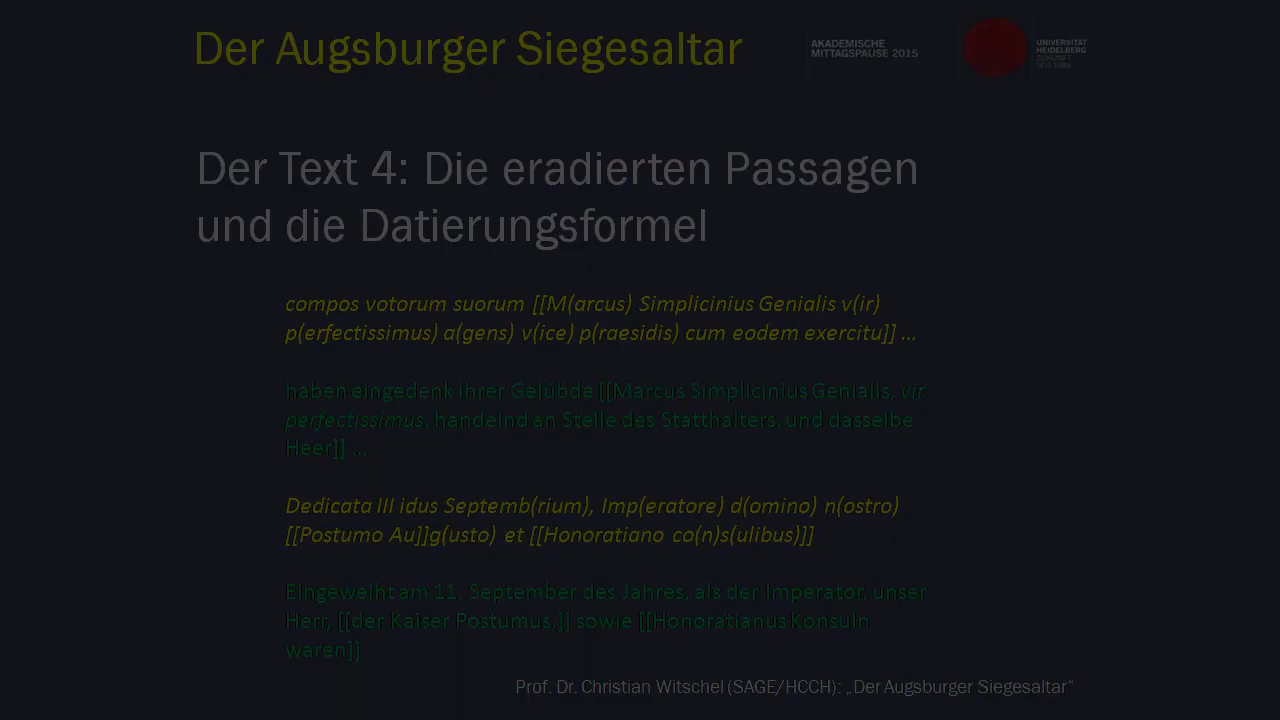 Der Augsburger Siegesaltar
AKADEMISCHE
MITTAGSPAUSE 2015
UNIVERSITÄT
HEIDELBERG
ZUKUNFT
SEIT 1386
Der Text 4: Die eradierten Passagen
und die Datierungsformel
compos votorum suorum [[M(arcus) Simplicinius Genialis v(ir)
p(erfectissimus) a(gens) v(ice) p(raesidis) cum eodem exercitu]] ...
haben eingedenk ihrer Gelübde [[Marcus Simplicinius Genialis, vir
perfectissimus, handelnd an Stelle des Statthalters, und dasselbe
Heer]] ...
Dedicata III idus Septemb(rium), Imp(eratore) d(omino) n(ostro)
[[Postumo Au]]g(usto) et [[Honoratiano co(n)s(ulibus)]]
Eingeweiht am 11. September des Jahres, als der Imperator, unser
Herr, [[der Kaiser Postumus,]] sowie [[Honoratianus Konsuln
waren]]
Prof. Dr. Christian Witschel (SAGE/HCCH): „Der Augsburger Siegesaltar“